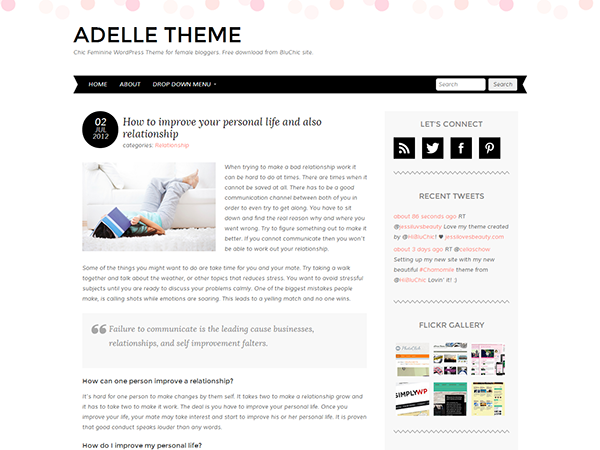 ADELLE THEME
Chic Feminine WordPress Theme for female bloggers. Free download from BluChic site.
HOME ABOUT DROP DOWN MENU
Search Search
02
JUL
2012
How to improve your personal life and also
relationship
categories: Relationship
When trying to make a bad relationship work it
can be hard to do at times. There are times when it
cannot be saved at all. There has to be a good
communication channel between both of you in
order to even try to get along. You have to sit
down and find the real reason why and where you
went wrong. Try to figure something out to make it
better. If you cannot communicate then you won't
be able to work out your relationship.
Some of the things you might want to do are take time for you and your mate. Try taking a walk
together and talk about the weather, or other topics that reduces stress. You want to avoid stressful
subjects until you are ready to discuss your problems calmly. One of the biggest mistakes people
make, is calling shots while emotions are soaring. This leads to a yelling match and no one wins.
Failure to communicate is the leading cause businesses,
relationships, and self improvement falters.
How can one person improve a relationship?
It's hard for one person to make changes by them self. It takes two to make a relationship grow and
it has to take two to make it work. The deal is you have to improve your personal life. Once you
improve your life, your mate may take interest and start to improve his or her personal life. It is proven
that good conduct speaks louder than any words.
How do I improve my personal life?
LET'S CONNECT
RECENT TWEETS
about 86 seconds ago RT
@jessluvsbeauty Love my theme created
by @HiBluChic! ♥ jessilovesbeauty.com
about 3 days ago RT @celiaschow
Setting up my new site with my new
beautiful #Chamomile theme from
@HiBluChic Lovin' it! :)
FLICKR GALLERY
SIMPLYWP